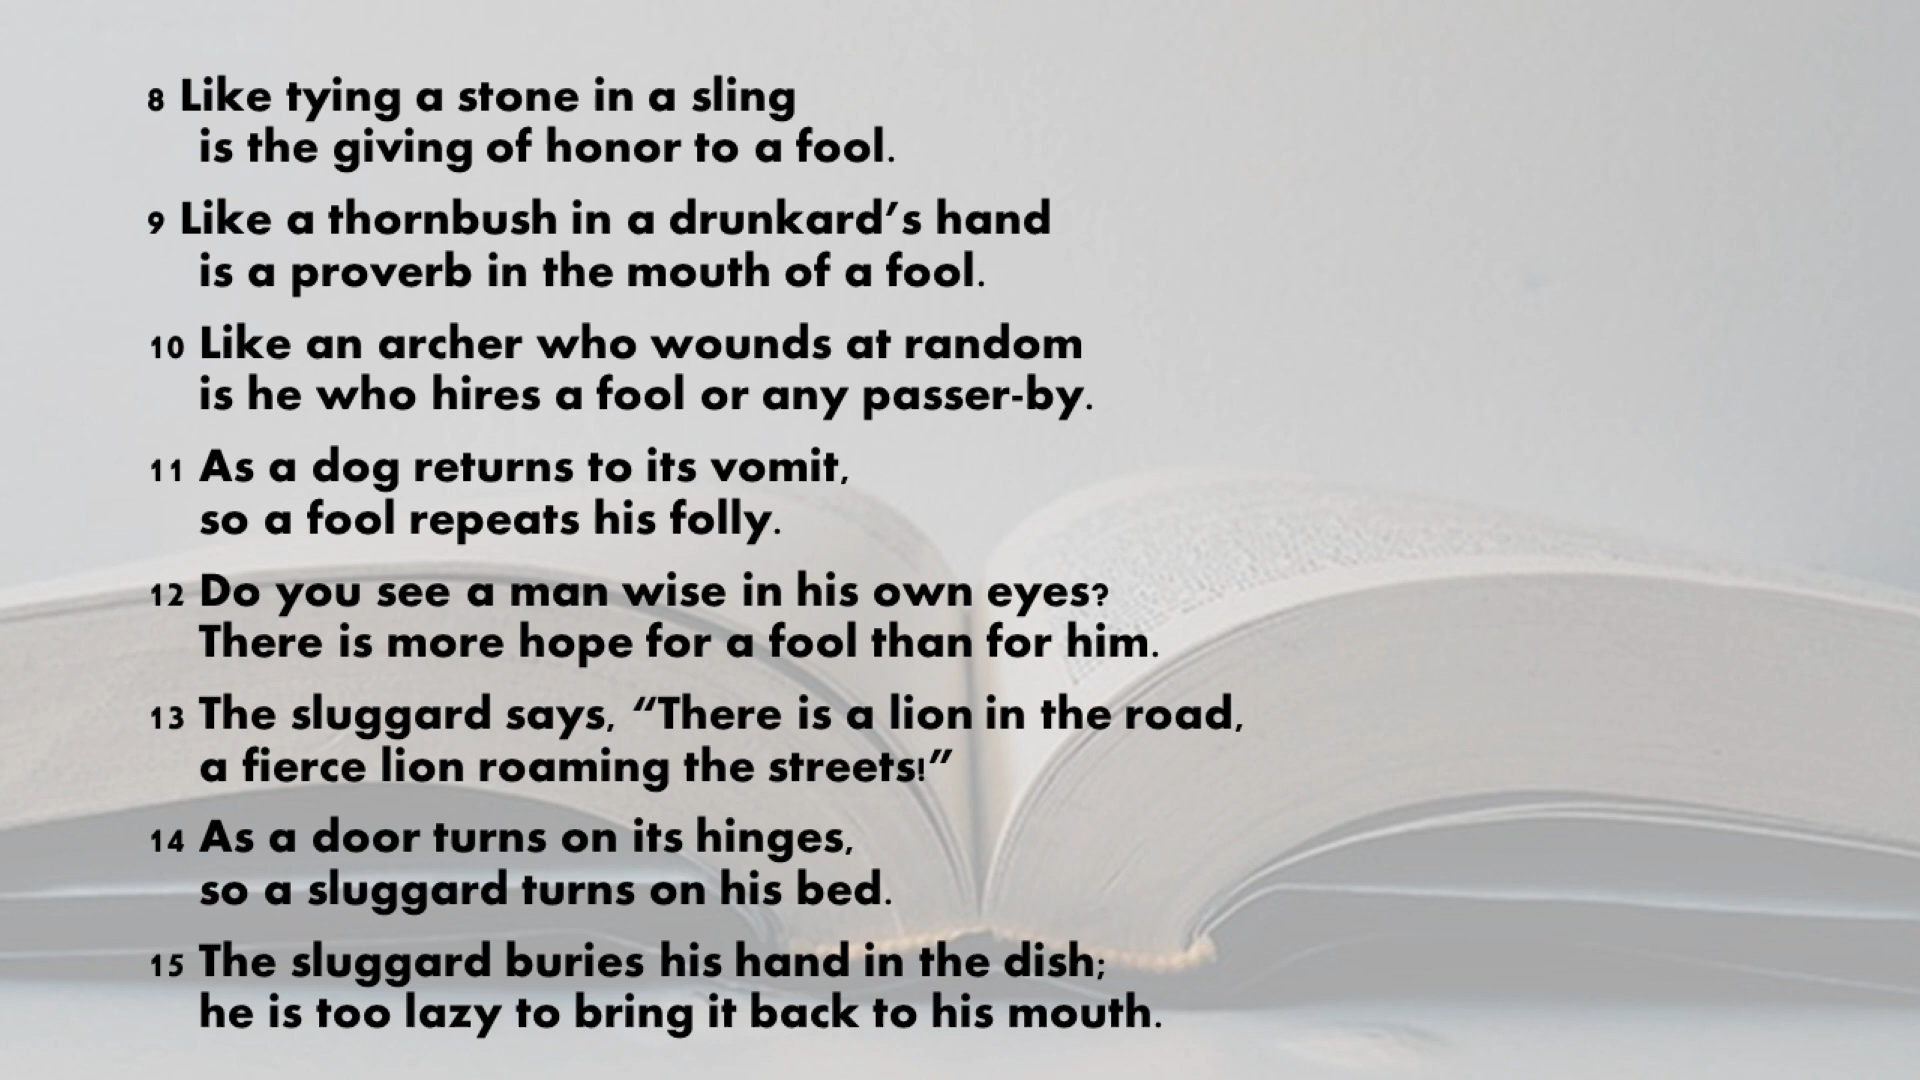 8 Like tying a stone in a sling
is the giving of honor to a fool.
9 Like a thornbush in a drunkard’s hand
is a proverb in the mouth of a fool.
10 Like an archer who wounds at random
is he who hires a fool or any passer-by.
11 As a dog returns to its vomit,
so a fool repeats his folly.
12 Do you see a man wise in his own eyes?
There is more hope for a fool than for him.
13 The sluggard says, “There is a lion in the road,
a fierce lion roaming the streets!”
14 As a door turns on its hinges,
so a sluggard turns on his bed.
15 The sluggard buries his hand in the dish;
he is too lazy to bring it back to his mouth.